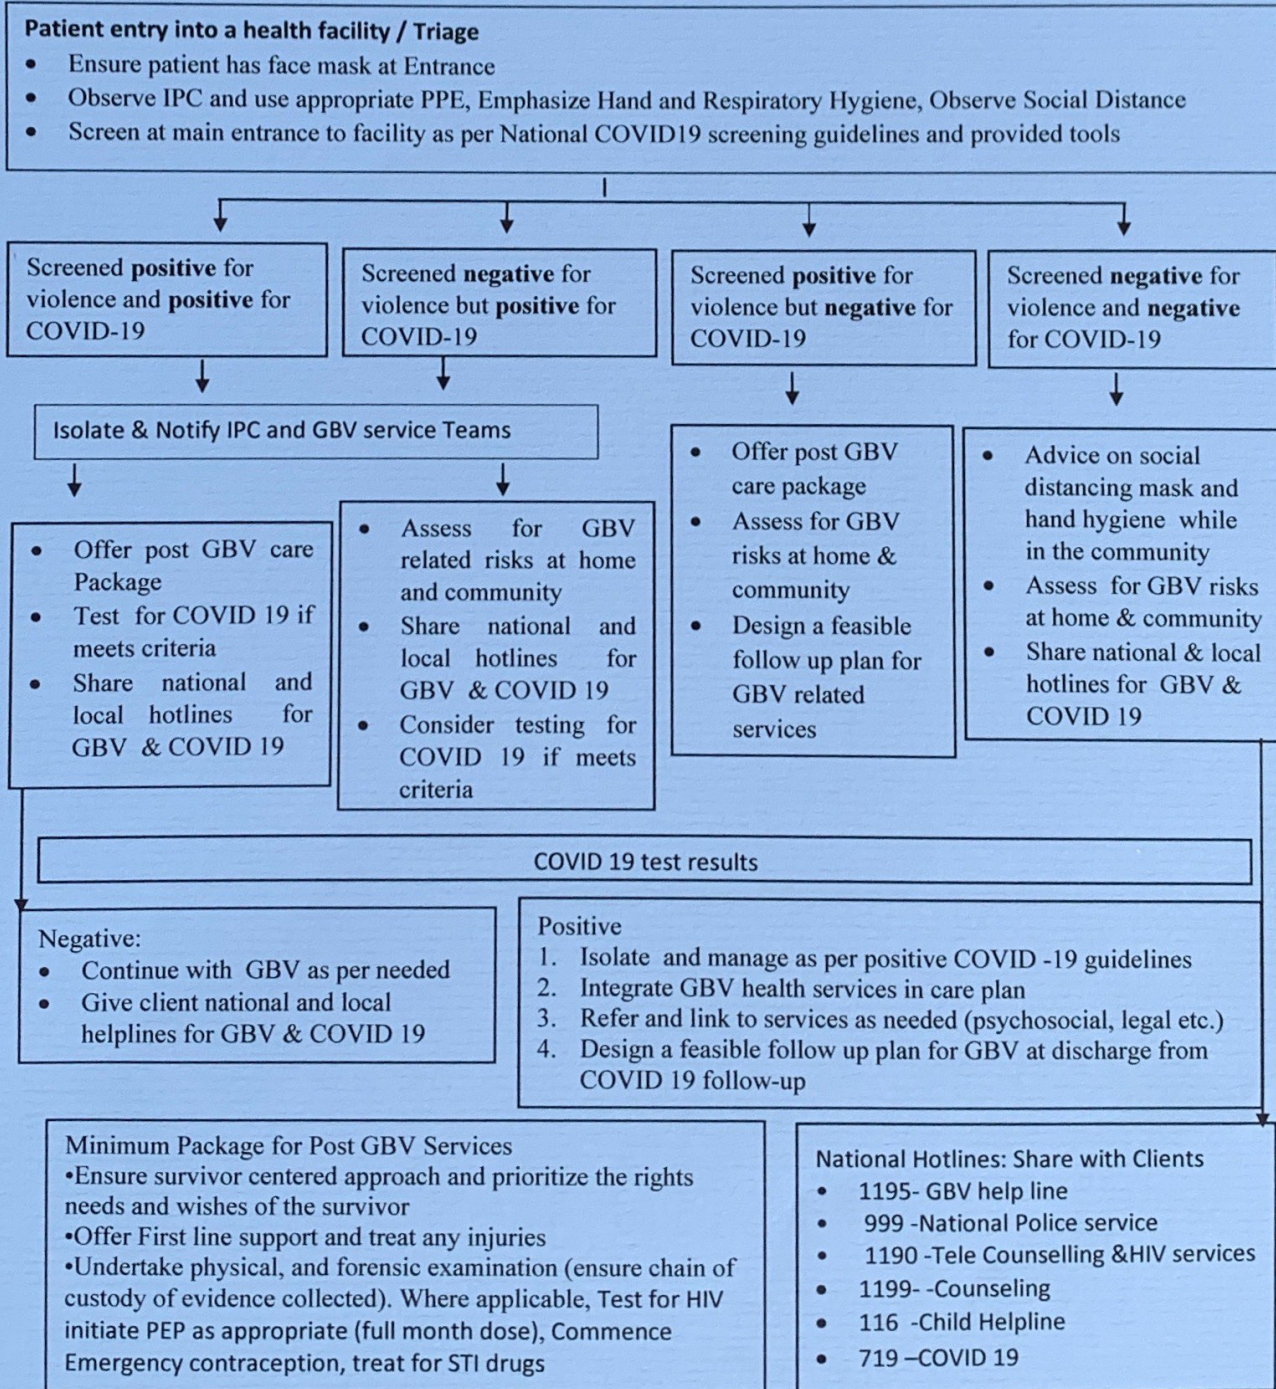 Patient entry into a health facility / Triage
• Ensure patient has face mask at Entrance
• Observe IPC and use appropriate PPE, Emphasize Hand and Respiratory Hygiene, Observe Social Distance
• Screen at main entrance to facility as per National COVID19 screening guidelines and provided tools
Screened positive for
violence and positive for
COVID-19
Screened negative for
violence but positive for
COVID-19
Screened positive for
violence but negative for
COVID-19
Screened negative for
violence and negative
for COVID-19
Isolate & Notify IPC and GBV service Teams
• Offer post GBV care
Package
• Test for COVID 19 if
meets criteria
• Share national and
local hotlines for
GBV & COVID 19
• Assess for GBV
related risks at home
and community
• Share national and
local hotlines for
GBV & COVID 19
• Consider testing for
COVID 19 if meets
criteria
• Offer post GBV
care package
• Assess for GBV
risks at home &
community
• Design a feasible
follow up plan for
GBV related
services
• Advice on social
distancing mask and
hand hygiene while
in the community
• Assess for GBV risks
at home & community
• Share national & local
hotlines for GBV &
COVID 19
COVID 19 test results
Negative:
• Continue with GBV as per needed
• Give client national and local
helplines for GBV & COVID 19
Positive
1. Isolate and manage as per positive COVID -19 guidelines
2. Integrate GBV health services in care plan
3. Refer and link to services as needed (psychosocial, legal etc.)
4. Design a feasible follow up plan for GBV at discharge from
COVID 19 follow-up
Minimum Package for Post GBV Services
•Ensure survivor centered approach and prioritize the rights
needs and wishes of the survivor
•Offer First line support and treat any injuries
•Undertake physical, and forensic examination (ensure chain of
custody of evidence collected). Where applicable, Test for HIV
initiate PEP as appropriate (full month dose), Commence
Emergency contraception, treat for STI drugs
National Hotlines: Share with Clients
• 1195- GBV help line
• 999 -National Police service
• 1190 -Tele Counselling &HIV services
• 1199- -Counseling
• 116 -Child Helpline
• 719 –COVID 19